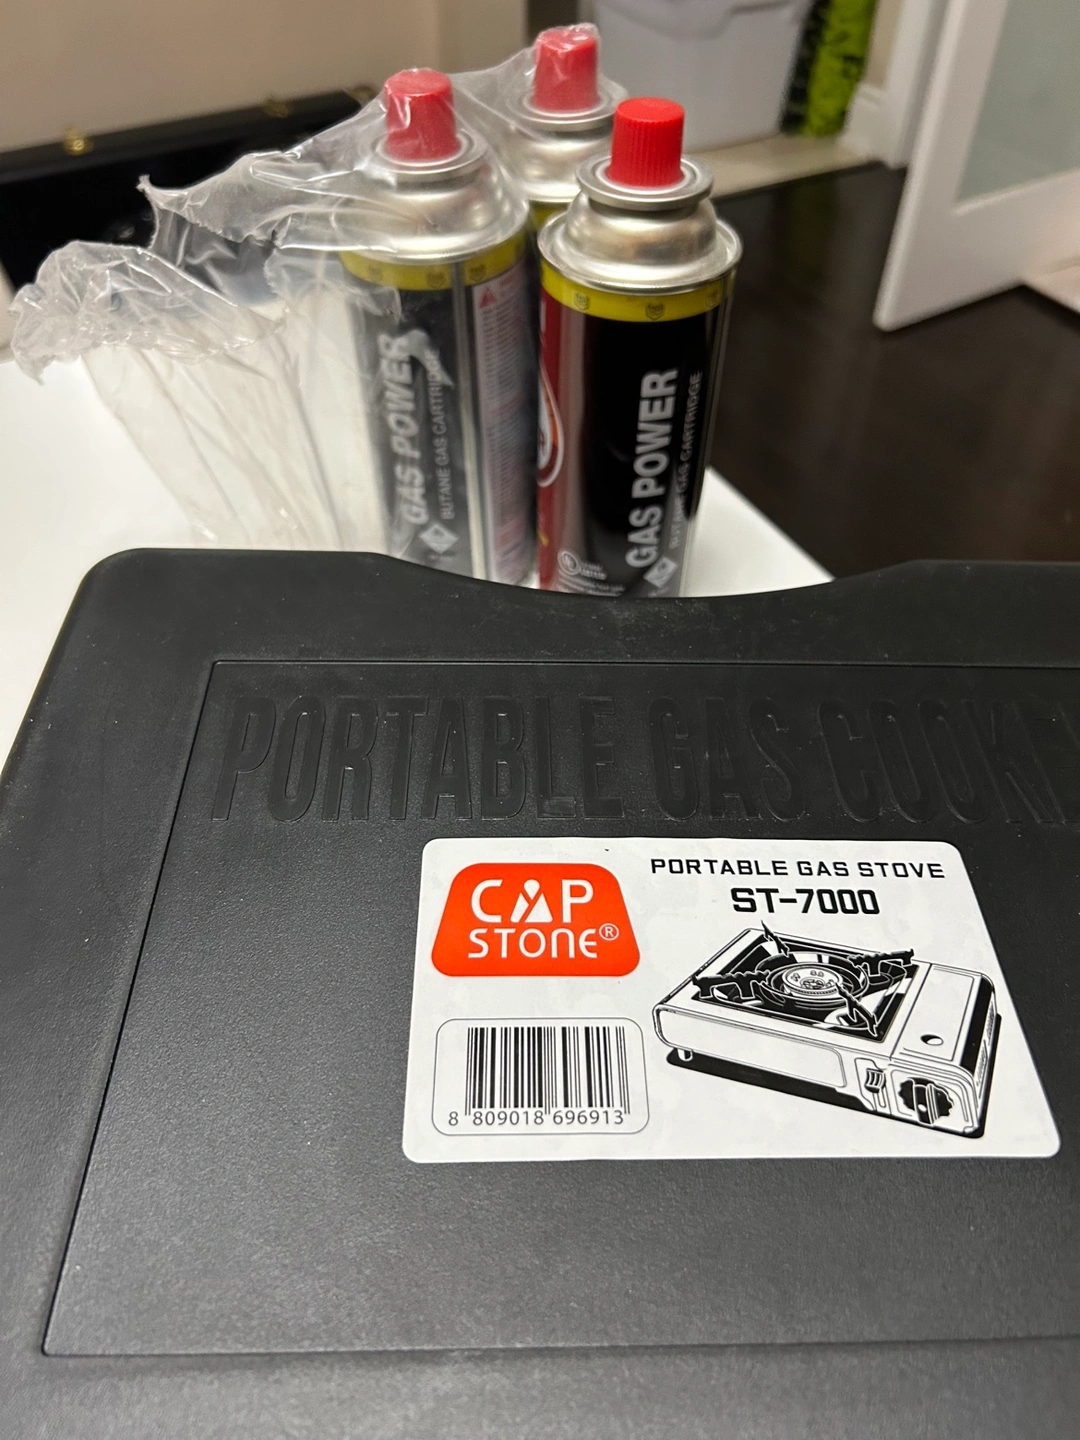 GAS POWER
BUTANE GAS CARTRIDGE
GAS POWER
BUTANE GAS CARTRIDGE
PORTABLE GAS COOKE
CAP
STONE®
PORTABLE GAS STOVE
ST-7000
8 809018 696913